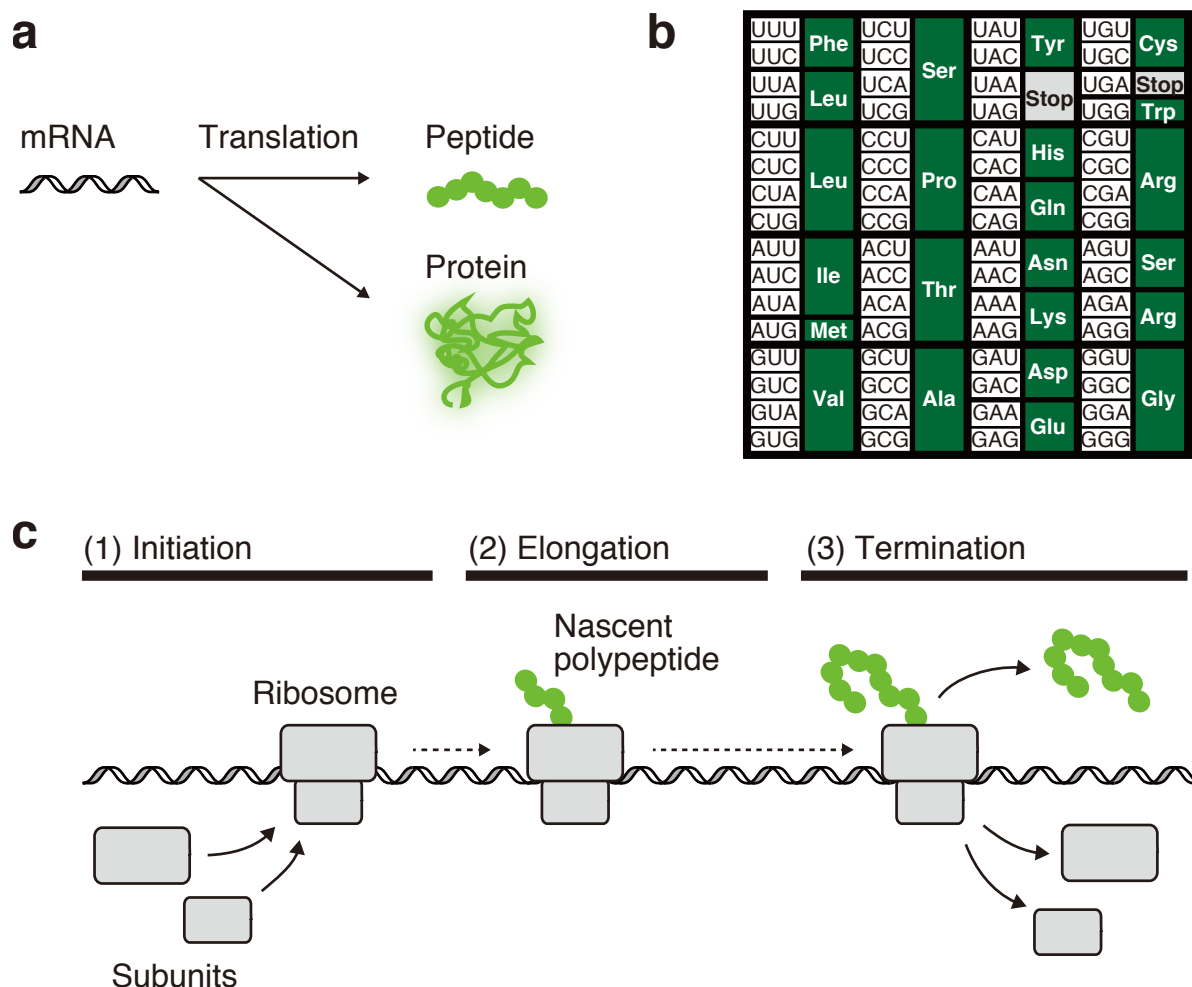 a
mRNA
Translation
Peptide
Protein
b
UUU Phe UCU Ser UAU Tyr UGU Cys
UUC UCC UAC UGC
UUA Leu UCA UAA Stop UGA Stop
UUG UCG UAG UGG Trp
CUU Leu CCU Pro CAU His CGU Arg
CUC CCC CAC CGC
CUA CCA CAA Gln CGA
CUG CCG CAG CGG
AUU Ile ACU Thr AAU Asn AGU Ser
AUC ACC AAC AGC
AUA ACA AAA Lys AGA Arg
AUG Met ACG AAG AGG
GUU Val GCU Ala GAU Asp GGU Gly
GUC GCC GAC GGC
GUA GCA GAA Glu GGA
GUG GCG GAG GGG
c
(1) Initiation
(2) Elongation
(3) Termination
Nascent
polypeptide
Ribosome
Subunits